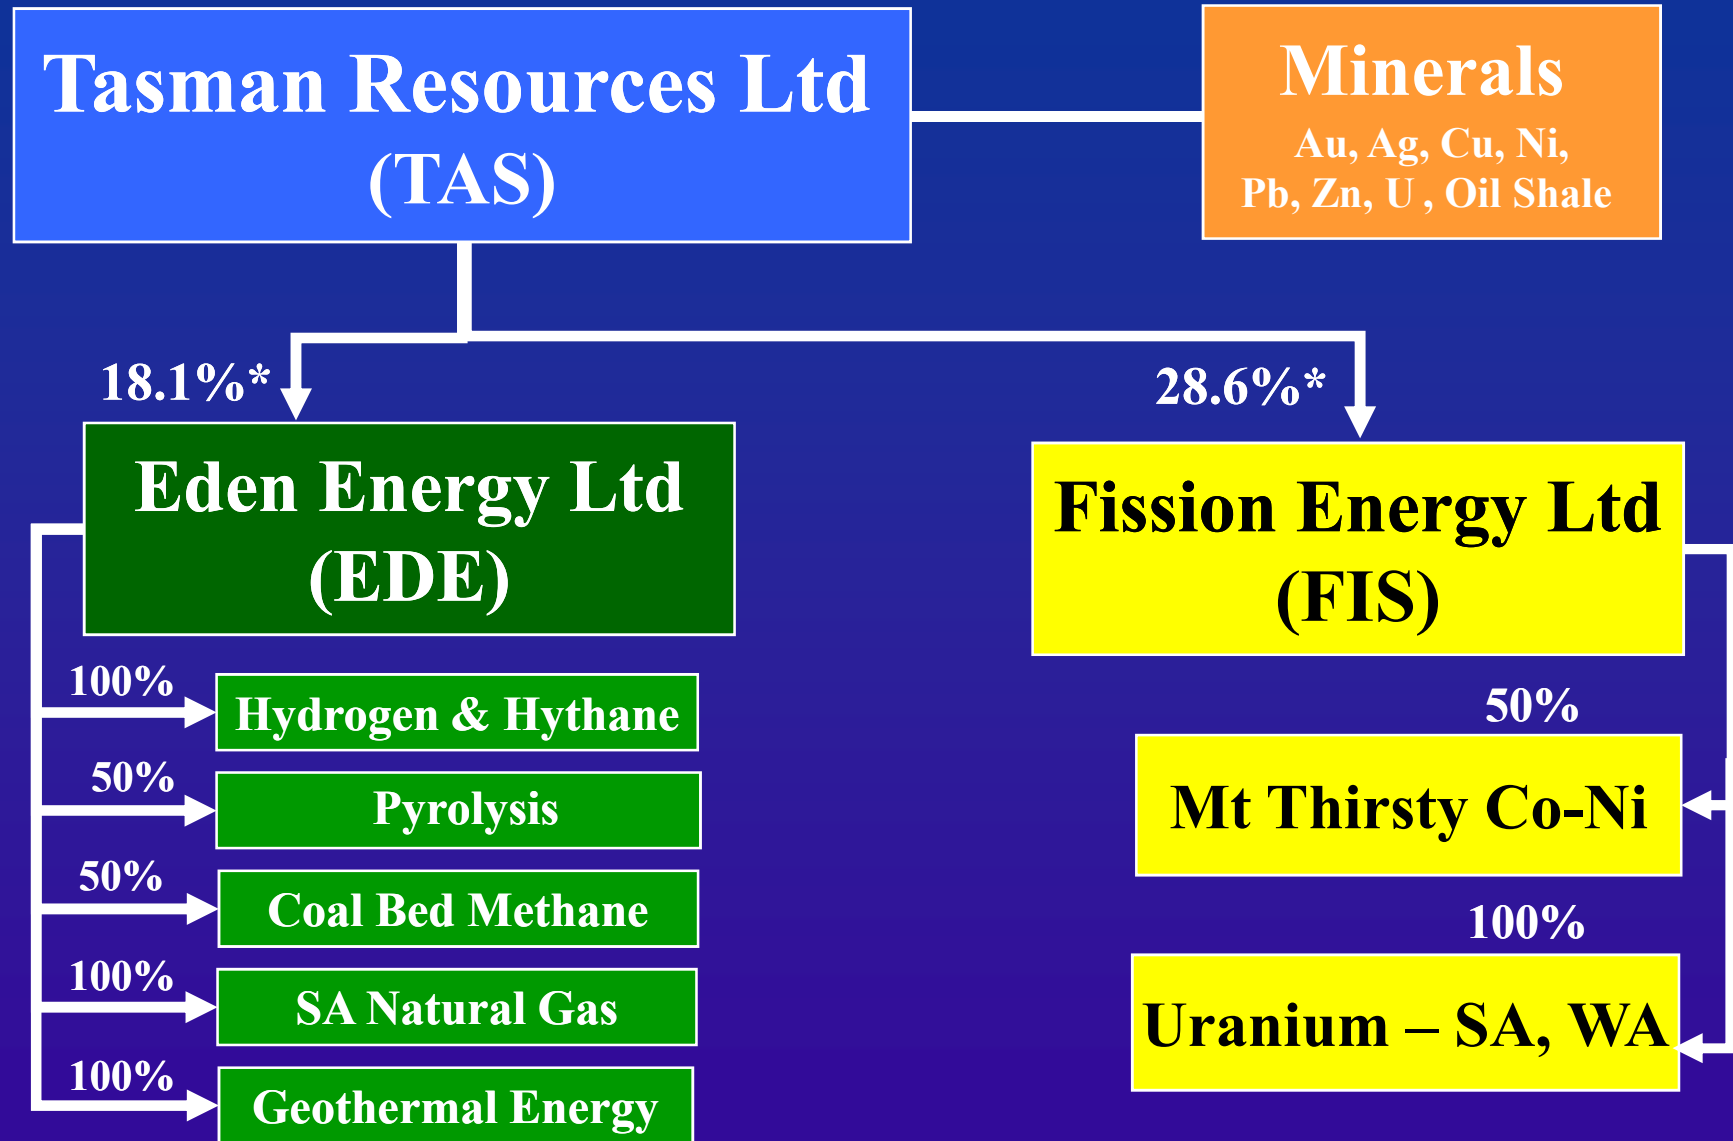 Tasman Resources Ltd
(TAS)
Minerals
Au, Ag, Cu, Ni,
Pb, Zn, U , Oil Shale
18.1%*
28.6%*
Eden Energy Ltd
(EDE)
Fission Energy Ltd
(FIS)
100%
Hydrogen & Hythane
50%
Pyrolysis
50%
Coal Bed Methane
100%
SA Natural Gas
100%
Geothermal Energy
50%
Mt Thirsty Co-Ni
100%
Uranium – SA, WA